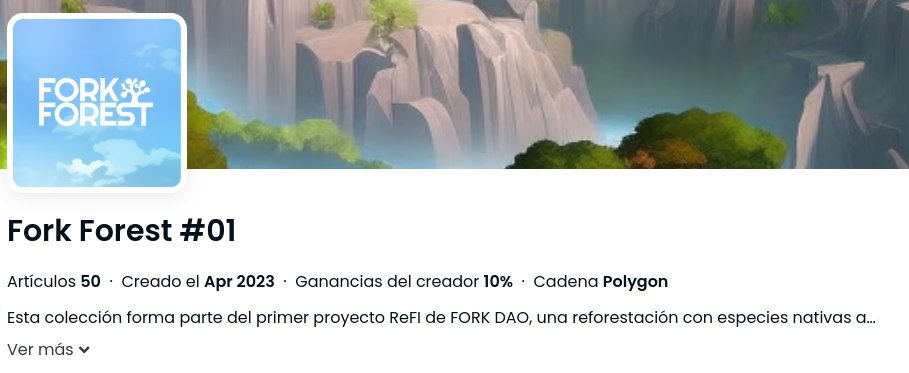 FORK
FOREST
Fork Forest #01
Artículos 50 · Creado el Apr 2023 · Ganancias del creador 10% · Cadena Polygon
Esta colección forma parte del primer proyecto ReFI de FORK DAO, una reforestación con especies nativas a...
Ver más